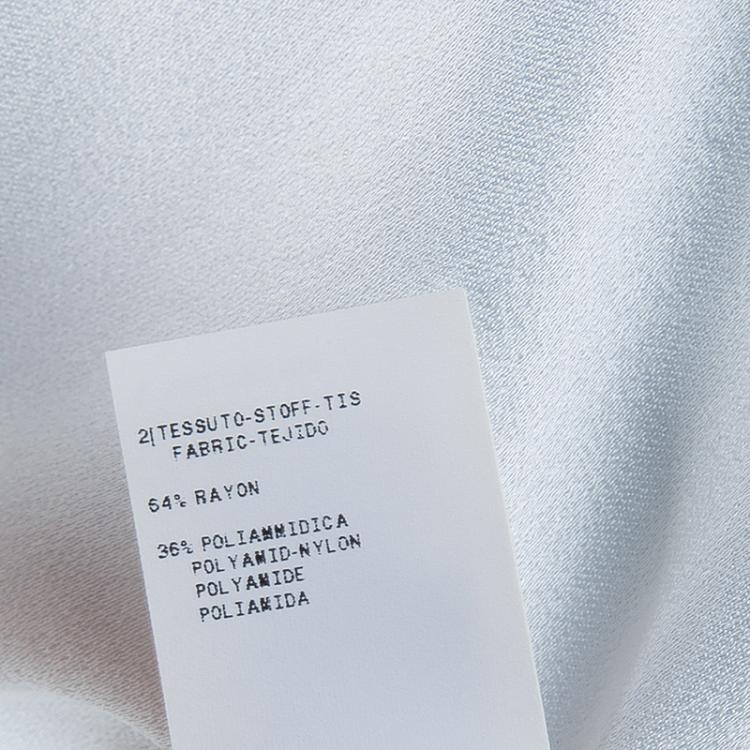 2|TESSUTO-STOFF-TIS
FABRIC-TEJIDO
64% RAYON
36% POLIAMMIDICA
POLYAMID-NYLON
POLYAMIDE
POLIAMIDA